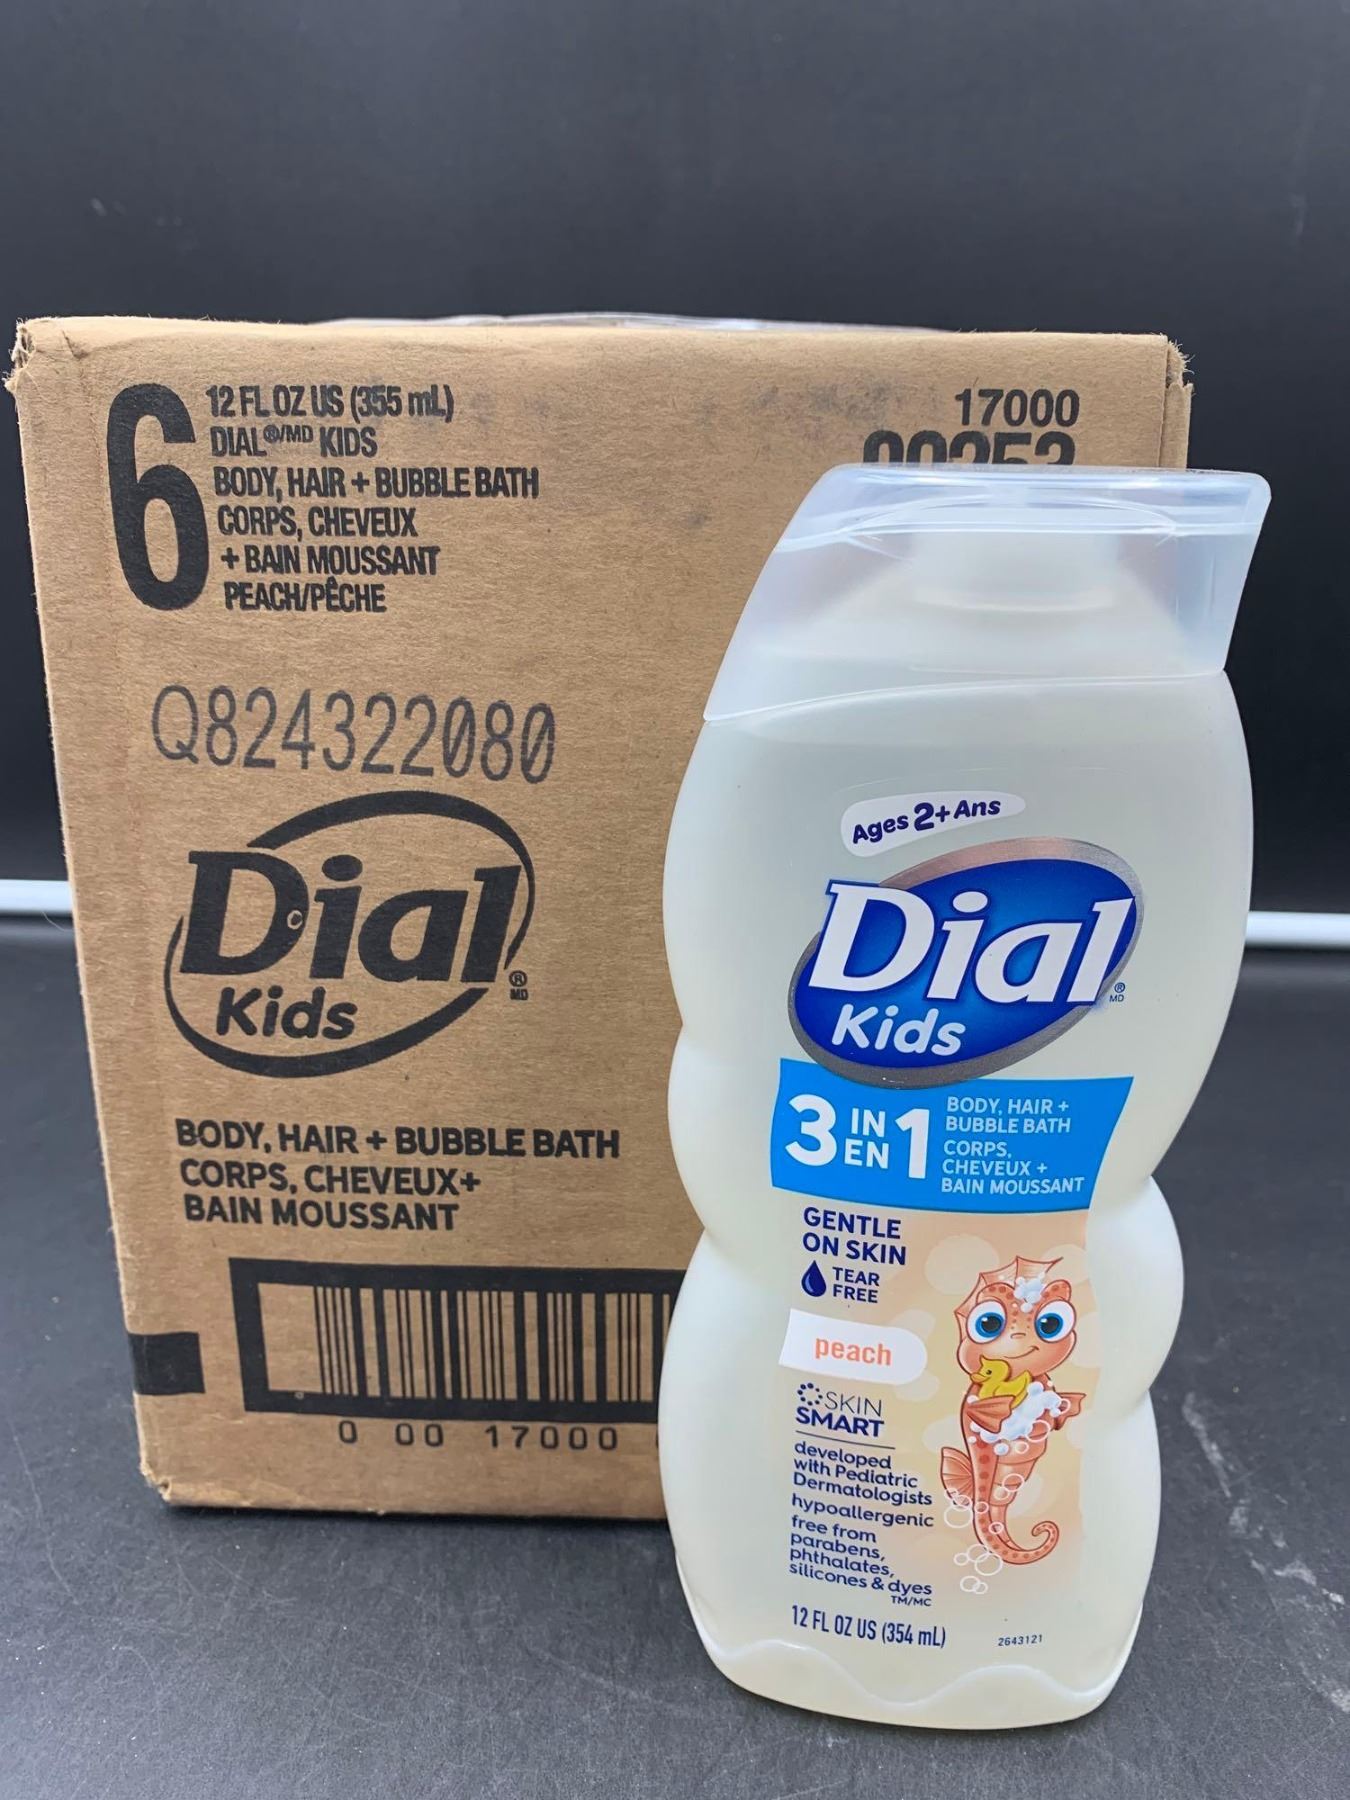 6
12 FL OZ US (355 mL)
DIAL®/MD KIDS
BODY, HAIR + BUBBLE BATH
CORPS, CHEVEUX
+ BAIN MOUSSANT
PEACH/PÊCHE
17000
Q824322080
Dial
Kids
® MD
BODY, HAIR + BUBBLE BATH
CORPS, CHEVEUX+
BAIN MOUSSANT
0 00 17000
Ages 2+ Ans
Dial
Kids
® MD
3 IN EN 1
BODY, HAIR +
BUBBLE BATH
CORPS,
CHEVEUX +
BAIN MOUSSANT
GENTLE
ON SKIN
TEAR
FREE
peach
SKIN
SMART
developed
with Pediatric
Dermatologists
hypoallergenic
free from
parabens,
phthalates,
silicones & dyes
TM/MC
12 FL OZ US (354 mL)
2643121